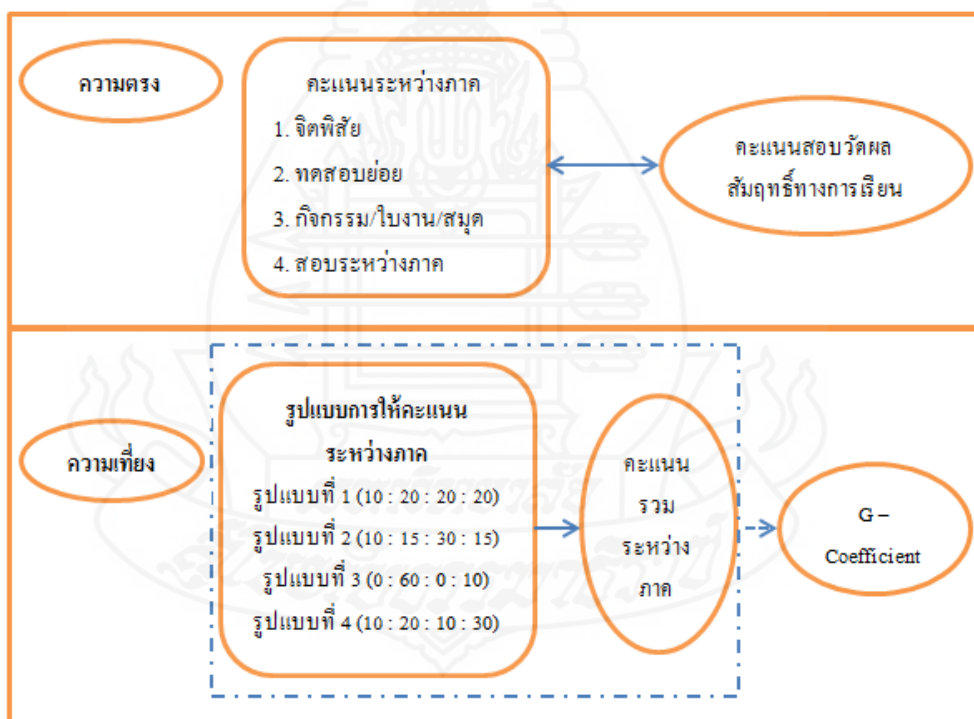 ความตรง
คะแนนระหว่างภาค
1. จิตพิสัย
2. ทดสอบย่อย
3. กิจกรรม/ใบงาน/สมุด
4. สอบระหว่างภาค
คะแนนสอบวัดผล
สัมฤทธิ์ทางการเรียน
ความเที่ยง
รูปแบบการให้คะแนน
ระหว่างภาค
รูปแบบที่ 1 (10 : 20 : 20 : 20)
รูปแบบที่ 2 (10 : 15 : 30 : 15)
รูปแบบที่ 3 (0 : 60 : 0 : 10)
รูปแบบที่ 4 (10 : 20 : 10 : 30)
คะแนน
รวม
ระหว่าง
ภาค
G –
Coefficient